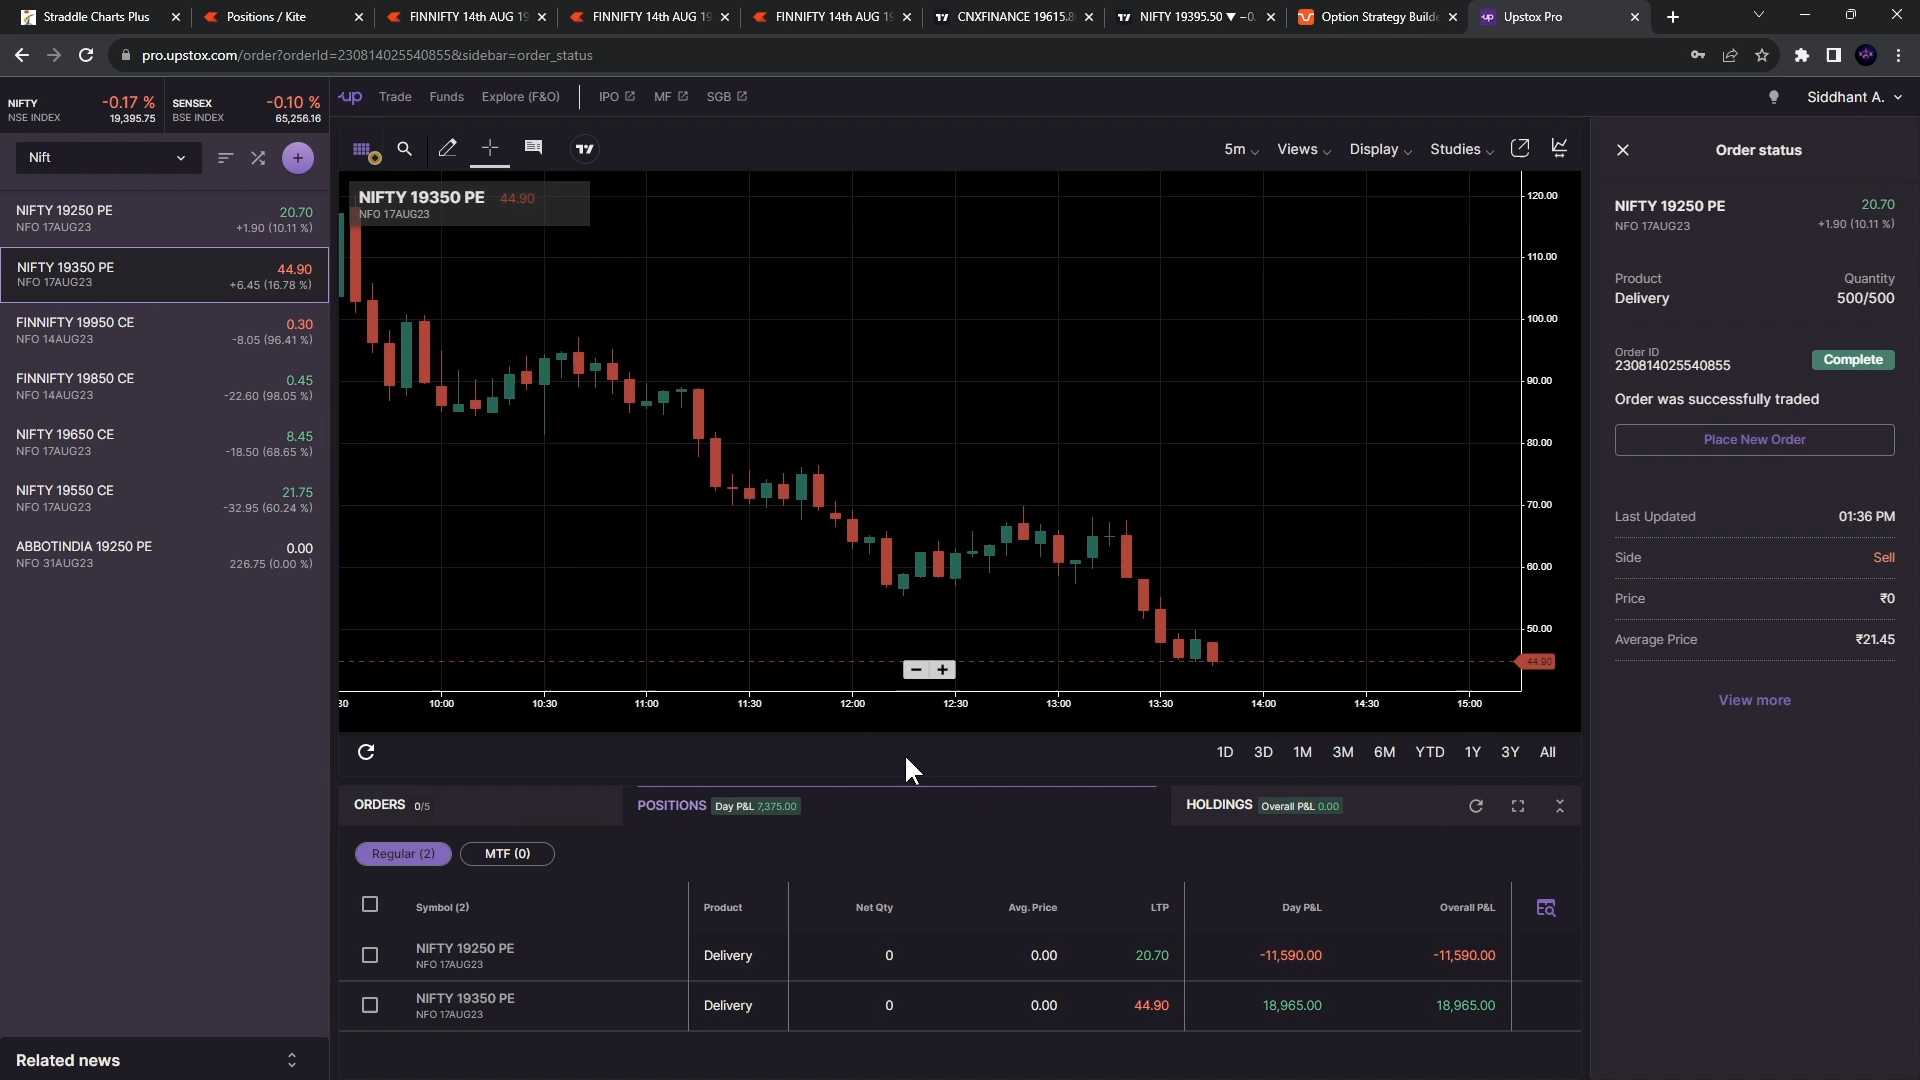 Straddle Charts Plus
Positions / Kite
FINNIFTY 14th AUG 19
FINNIFTY 14th AUG 19
FINNIFTY 14th AUG 19
CNXFINANCE 19615.8
NIFTY 19395.50 ▼ −0.
Option Strategy Builde
Upstox Pro
pro.upstox.com/order?orderId=230814025540855&sidebar=order_status
NIFTY -0.17 %
NSE INDEX 19,395.75
SENSEX -0.10 %
BSE INDEX 65,256.16
up Trade Funds Explore (F&O) IPO MF SGB
Siddhant A.
Nift
NIFTY 19250 PE 20.70
NFO 17AUG23 +1.90 (10.11 %)
NIFTY 19350 PE 44.90
NFO 17AUG23 +6.45 (16.78 %)
FINNIFTY 19950 CE 0.30
NFO 14AUG23 -8.05 (96.41 %)
FINNIFTY 19850 CE 0.45
NFO 14AUG23 -22.60 (98.05 %)
NIFTY 19650 CE 8.45
NFO 17AUG23 -18.50 (68.65 %)
NIFTY 19550 CE 21.75
NFO 17AUG23 -32.95 (60.24 %)
ABBOTINDIA 19250 PE 0.00
NFO 31AUG23 226.75 (0.00 %)
Related news
5m Views Display Studies
NIFTY 19350 PE 44.90
NFO 17AUG23
120.00
110.00
100.00
90.00
80.00
70.00
60.00
50.00
44.90
− +
30 10:00 10:30 11:00 11:30 12:00 12:30 13:00 13:30 14:00 14:30 15:00
1D 3D 1M 3M 6M YTD 1Y 3Y All
ORDERS 0/5
POSITIONS Day P&L 7,375.00
HOLDINGS Overall P&L 0.00
Regular (2) MTF (0)
Symbol (2) Product Net Qty Avg. Price LTP Day P&L Overall P&L
NIFTY 19250 PE
NFO 17AUG23
Delivery 0 0.00 20.70 -11,590.00 -11,590.00
NIFTY 19350 PE
NFO 17AUG23
Delivery 0 0.00 44.90 18,965.00 18,965.00
Order status
NIFTY 19250 PE 20.70
NFO 17AUG23 +1.90 (10.11 %)
Product Quantity
Delivery 500/500
Order ID
230814025540855
Complete
Order was successfully traded
Place New Order
Last Updated 01:36 PM
Side Sell
Price ₹0
Average Price ₹21.45
View more